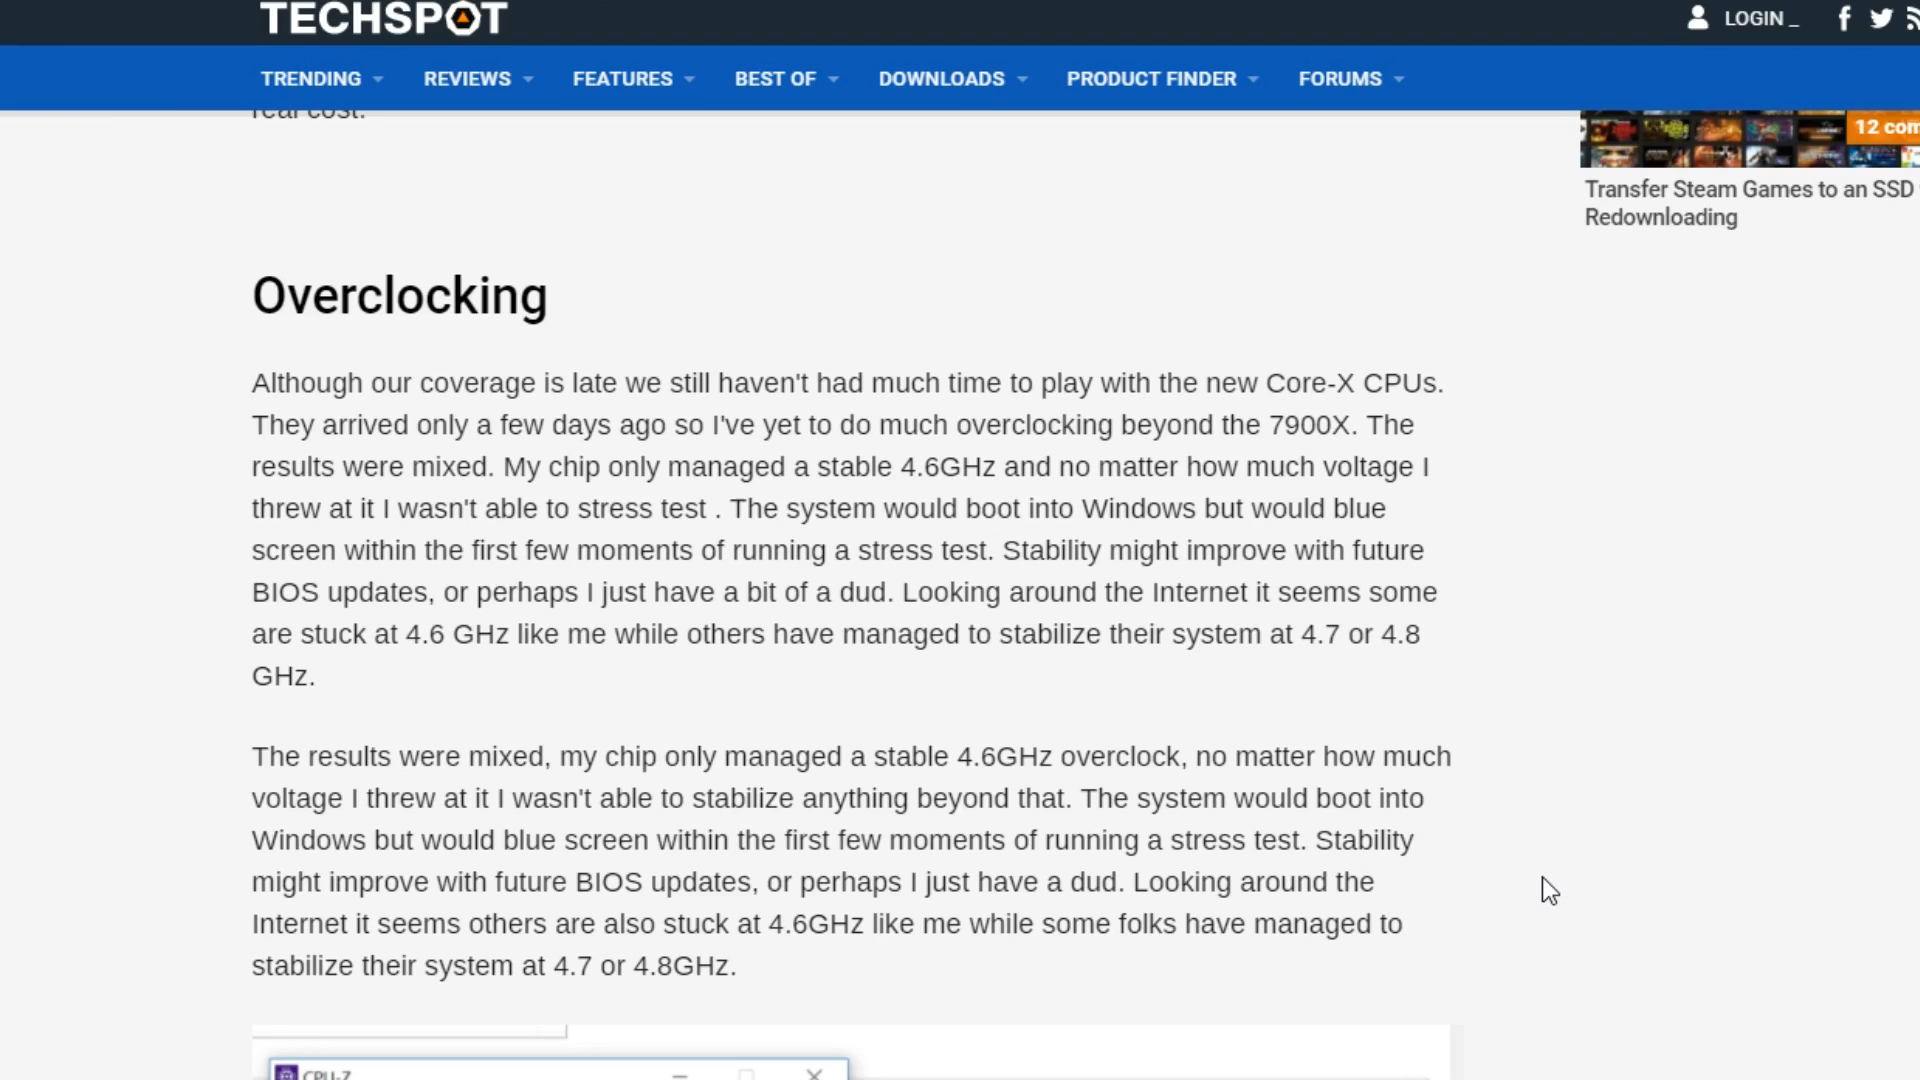 TECHSPOT
LOGIN _
TRENDING REVIEWS FEATURES BEST OF DOWNLOADS PRODUCT FINDER FORUMS
real cost.
12 com
Transfer Steam Games to an SSD
Redownloading
Overclocking
Although our coverage is late we still haven't had much time to play with the new Core-X CPUs.
They arrived only a few days ago so I've yet to do much overclocking beyond the 7900X. The
results were mixed. My chip only managed a stable 4.6GHz and no matter how much voltage I
threw at it I wasn't able to stress test . The system would boot into Windows but would blue
screen within the first few moments of running a stress test. Stability might improve with future
BIOS updates, or perhaps I just have a bit of a dud. Looking around the Internet it seems some
are stuck at 4.6 GHz like me while others have managed to stabilize their system at 4.7 or 4.8
GHz.
The results were mixed, my chip only managed a stable 4.6GHz overclock, no matter how much
voltage I threw at it I wasn't able to stabilize anything beyond that. The system would boot into
Windows but would blue screen within the first few moments of running a stress test. Stability
might improve with future BIOS updates, or perhaps I just have a dud. Looking around the
Internet it seems others are also stuck at 4.6GHz like me while some folks have managed to
stabilize their system at 4.7 or 4.8GHz.
CPU-Z